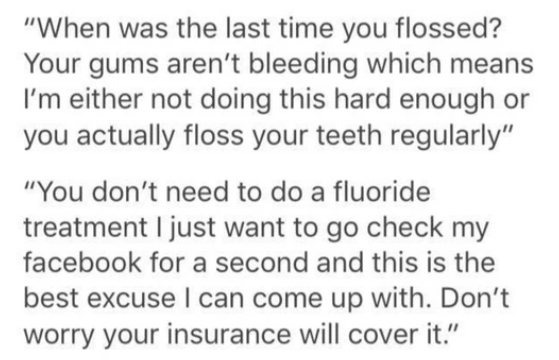 "When was the last time you flossed?
Your gums aren't bleeding which means
I'm either not doing this hard enough or
you actually floss your teeth regularly"
"You don't need to do a fluoride
treatment I just want to go check my
facebook for a second and this is the
best excuse I can come up with. Don't
worry your insurance will cover it."